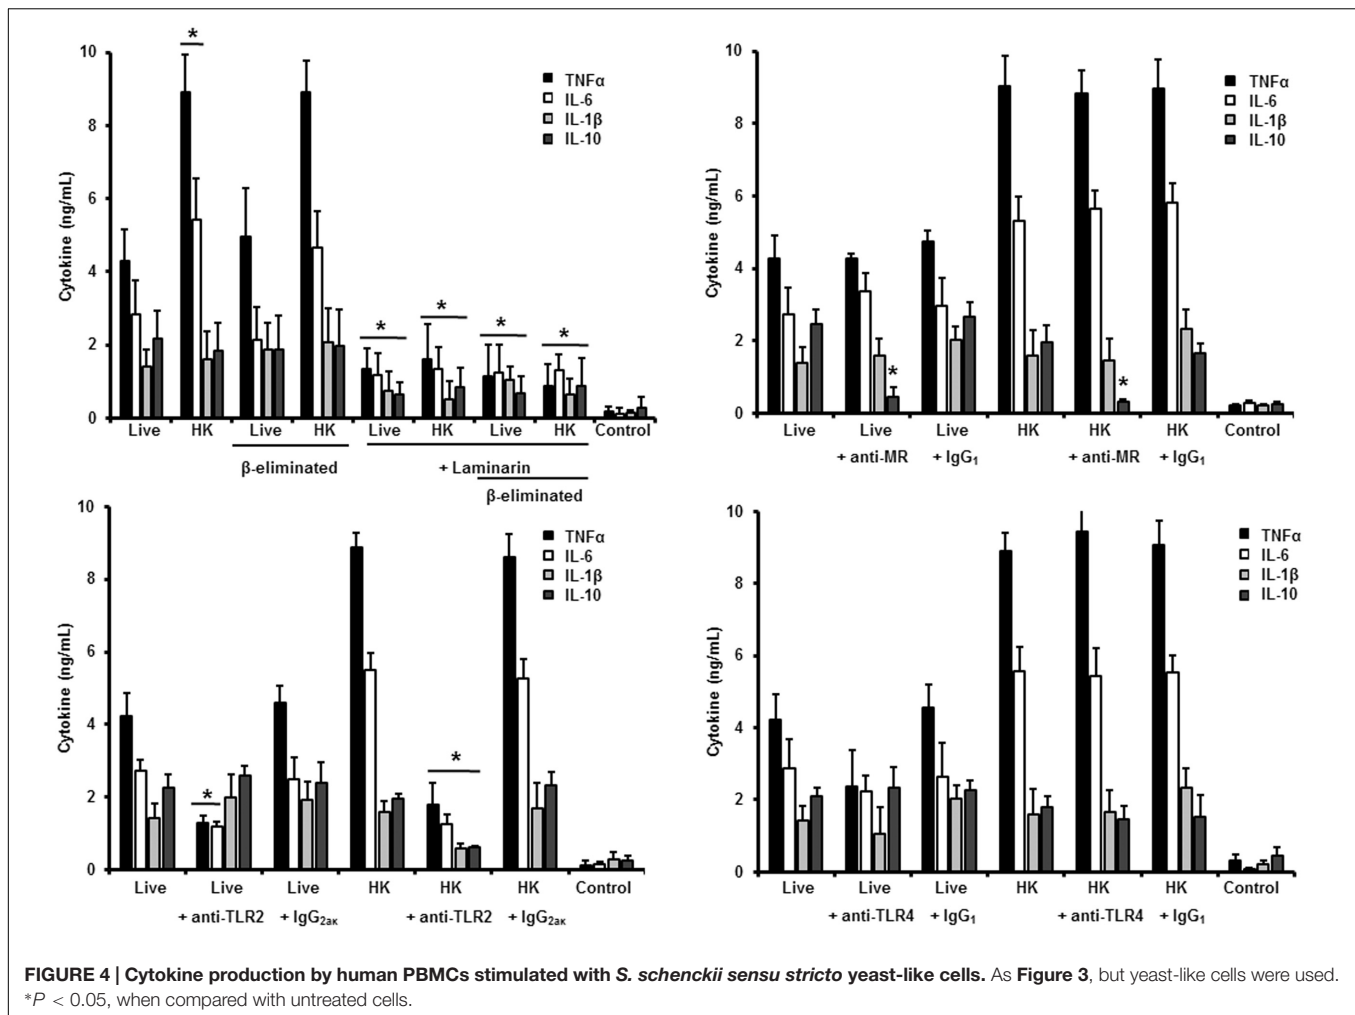 *
10
8
6
4
2
0
Cytokine (ng/mL)
TNFα
IL-6
IL-1β
IL-10
* * * *
Live HK Live HK Live HK Live HK Control
β-eliminated + Laminarin
β-eliminated
10
8
6
4
2
0
Cytokine (ng/mL)
TNFα
IL-6
IL-1β
IL-10
* *
Live Live Live HK HK HK Control
+ anti-MR + IgG₁ + anti-MR + IgG₁
10
8
6
4
2
0
Cytokine (ng/mL)
TNFα
IL-6
IL-1β
IL-10
* *
Live Live Live HK HK HK Control
+ anti-TLR2 + IgG₂ₐκ + anti-TLR2 + IgG₂ₐκ
10
8
6
4
2
0
Cytokine (ng/mL)
TNFα
IL-6
IL-1β
IL-10
Live Live Live HK HK HK Control
+ anti-TLR4 + IgG₁ + anti-TLR4 + IgG₁
FIGURE 4 | Cytokine production by human PBMCs stimulated with S. schenckii sensu stricto yeast-like cells. As Figure 3, but yeast-like cells were used.
*P < 0.05, when compared with untreated cells.